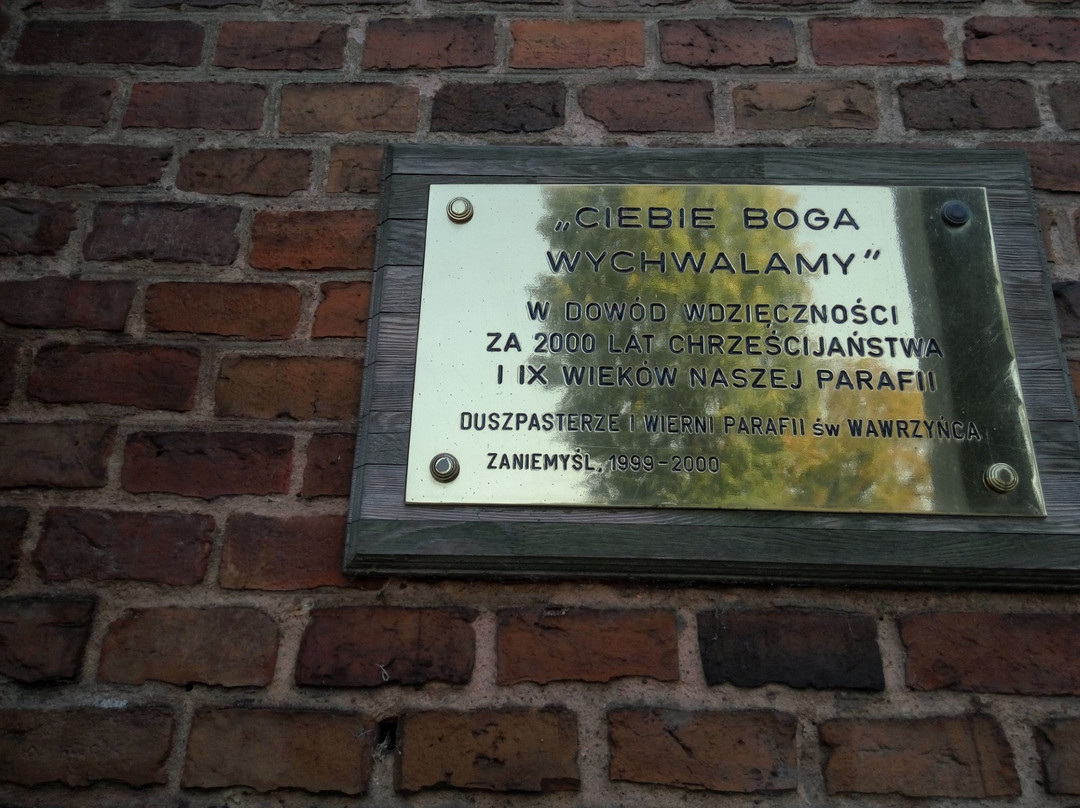 „CIEBIE BOGA
WYCHWALAMY”
W DOWÓD WDZIĘCZNOŚCI
ZA 2000 LAT CHRZEŚCIJAŃSTWA
I IX WIEKÓW NASZEJ PARAFII
DUSZPASTERZE I WIERNI PARAFII św WAWRZYŃCA
ZANIEMYŚL, 1999-2000